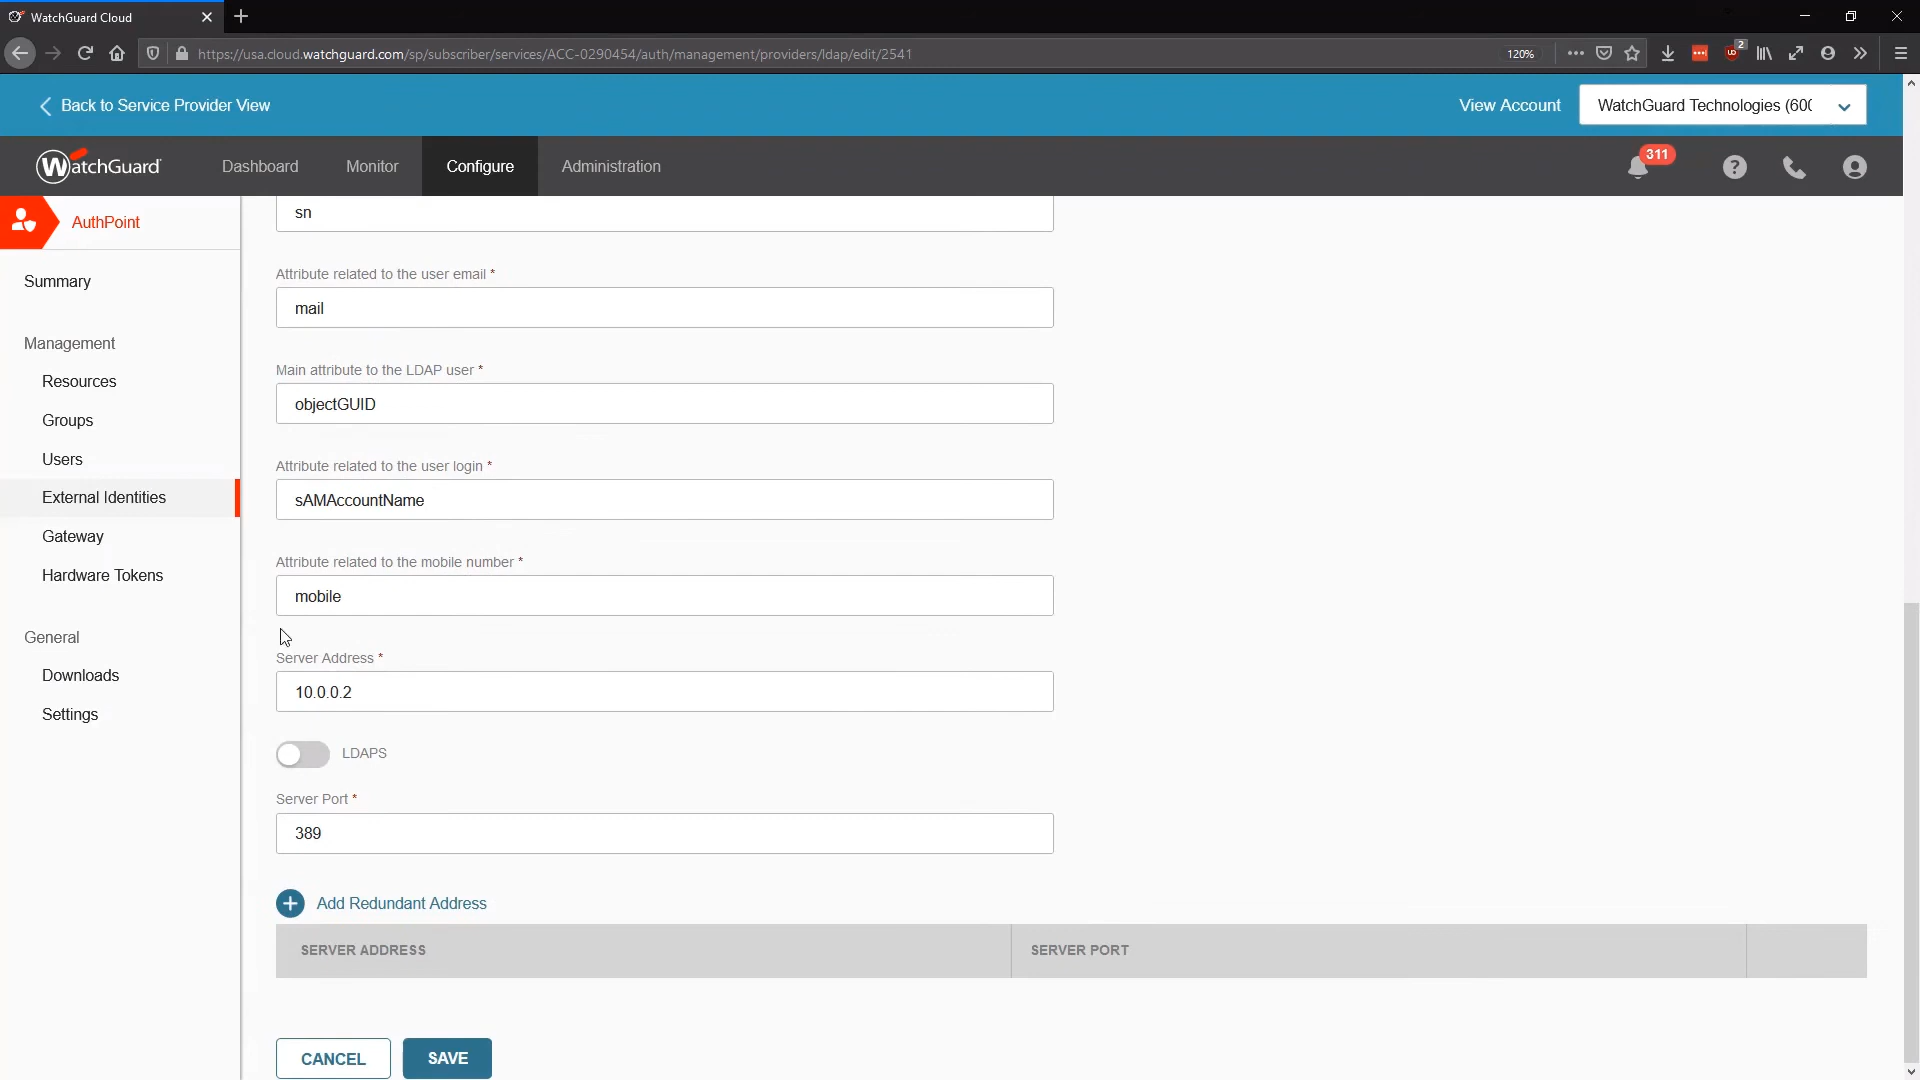 WatchGuard Cloud
https://usa.cloud.watchguard.com/sp/subscriber/services/ACC-0290454/auth/management/providers/ldap/edit/2541
120%
2
Back to Service Provider View
View Account
WatchGuard Technologies (600
WatchGuard
Dashboard
Monitor
Configure
Administration
311
AuthPoint
Summary
Management
Resources
Groups
Users
External Identities
Gateway
Hardware Tokens
General
Downloads
Settings
sn
Attribute related to the user email *
mail
Main attribute to the LDAP user *
objectGUID
Attribute related to the user login *
sAMAccountName
Attribute related to the mobile number *
mobile
Server Address *
10.0.0.2
LDAPS
Server Port *
389
Add Redundant Address
SERVER ADDRESS
SERVER PORT
CANCEL
SAVE